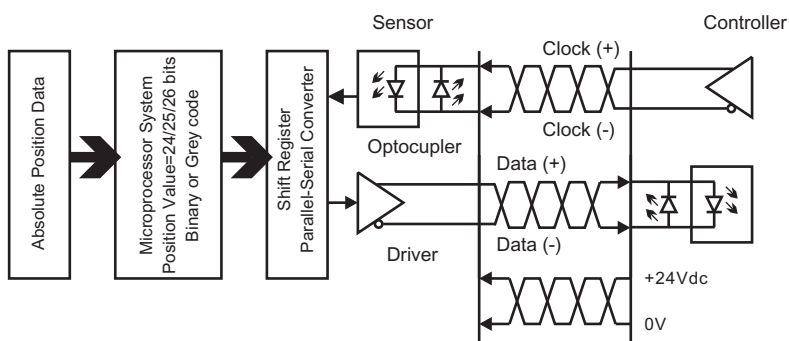 Sensor
Controller
Clock (+)
Clock (-)
Optocupler
Absolute Position Data
Microprocessor System
Position Value=24/25/26 bits
Binary or Grey code
Shift Register
Parallel-Serial Converter
Data (+)
Data (-)
Driver
+24Vdc
0V